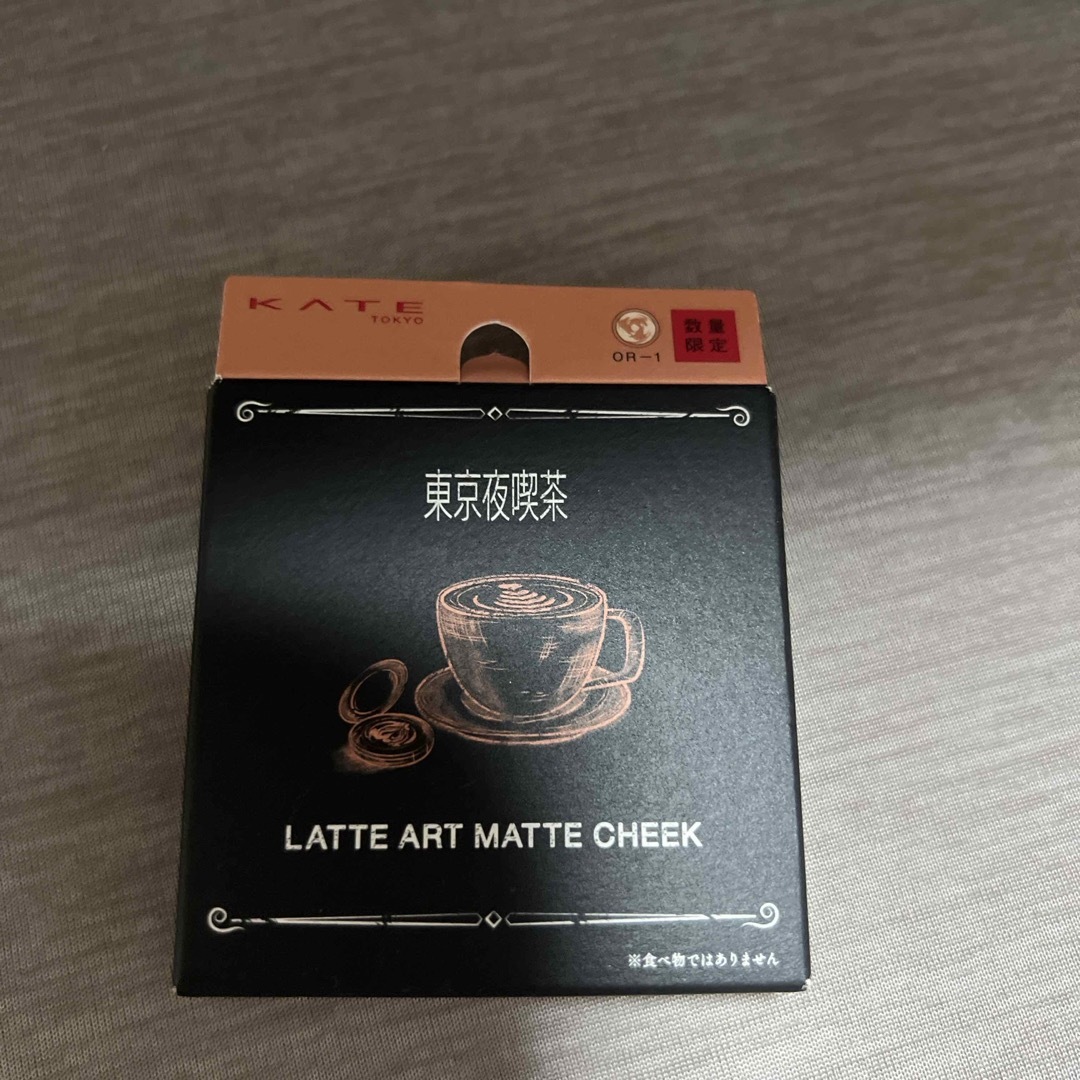 KATE
TOKYO
OR-1
数量
限定
東京夜喫茶
LATTE ART MATTE CHEEK
※食べ物ではありません